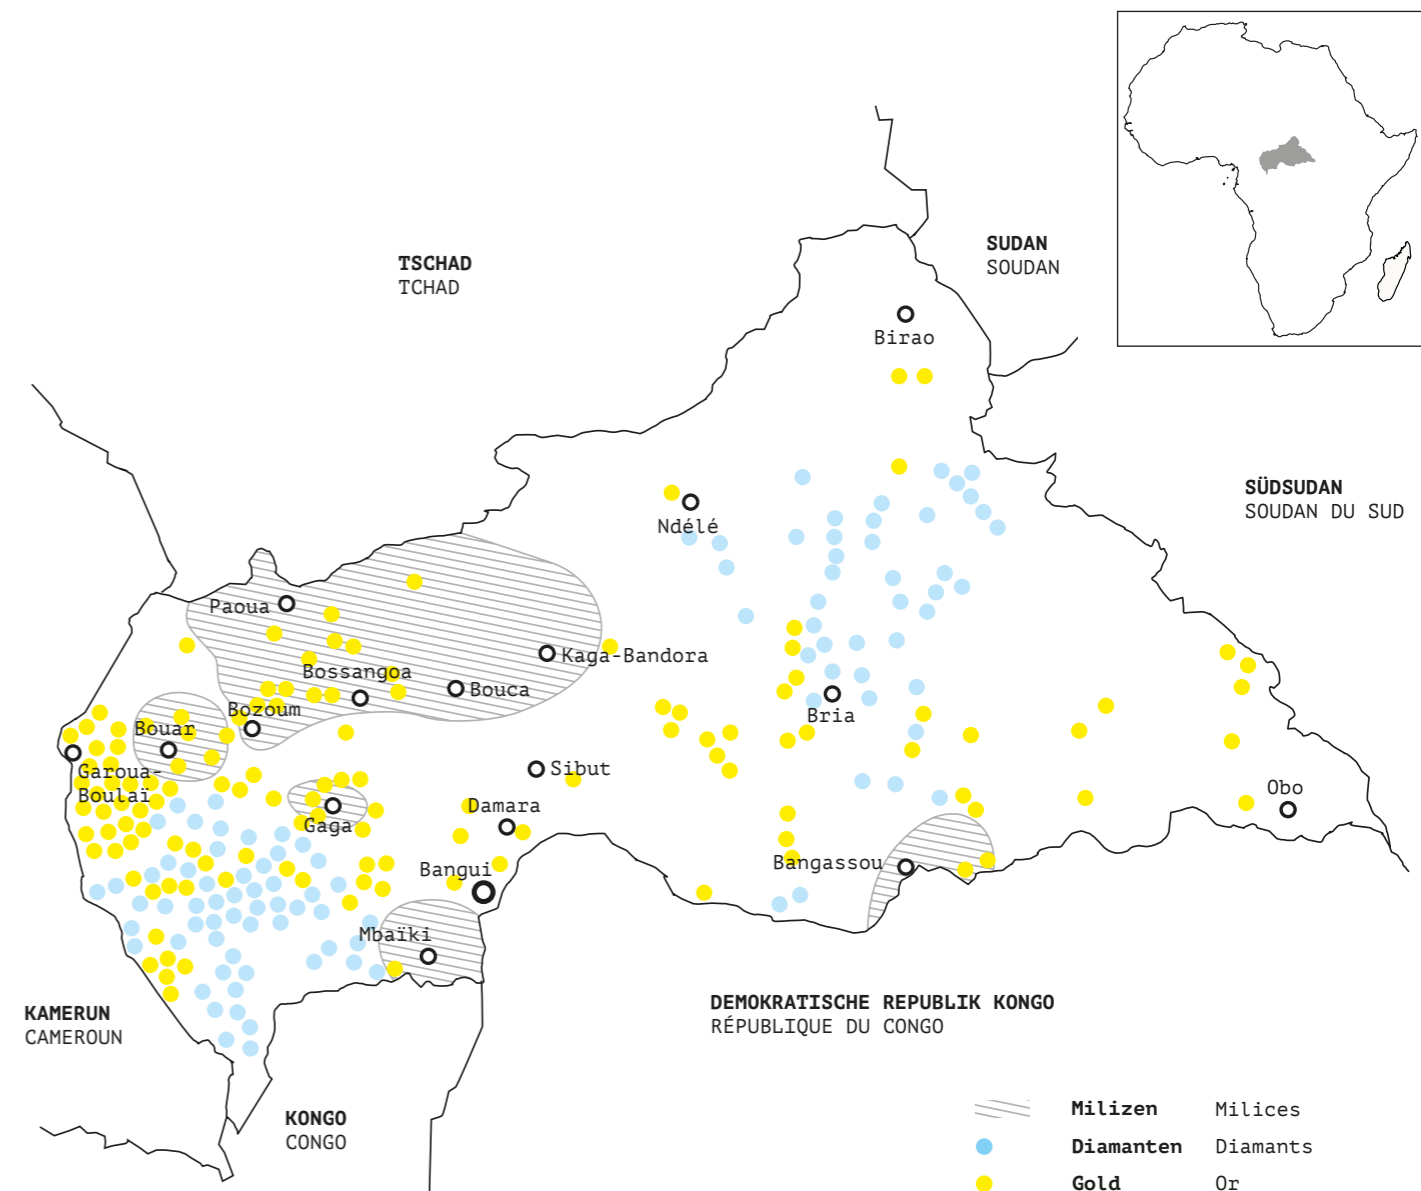 SUDAN
SOUDAN
TSCHAD
TCHAD
Birao
SÜDSUDAN
SOUDAN DU SUD
Ndélé
Paoua
Kaga-Bandora
Bossangoa
Bouca
Bozoum
Bria
Bouar
Sibut
Garoua-
Boulaï
Obo
Damara
Gaga
Bangassou
Bangui
Mbaïki
DEMOKRATISCHE REPUBLIK KONGO
RÉPUBLIQUE DU CONGO
KAMERUN
CAMEROUN
KONGO
CONGO
Milizen Milices
Diamanten Diamants
Gold Or